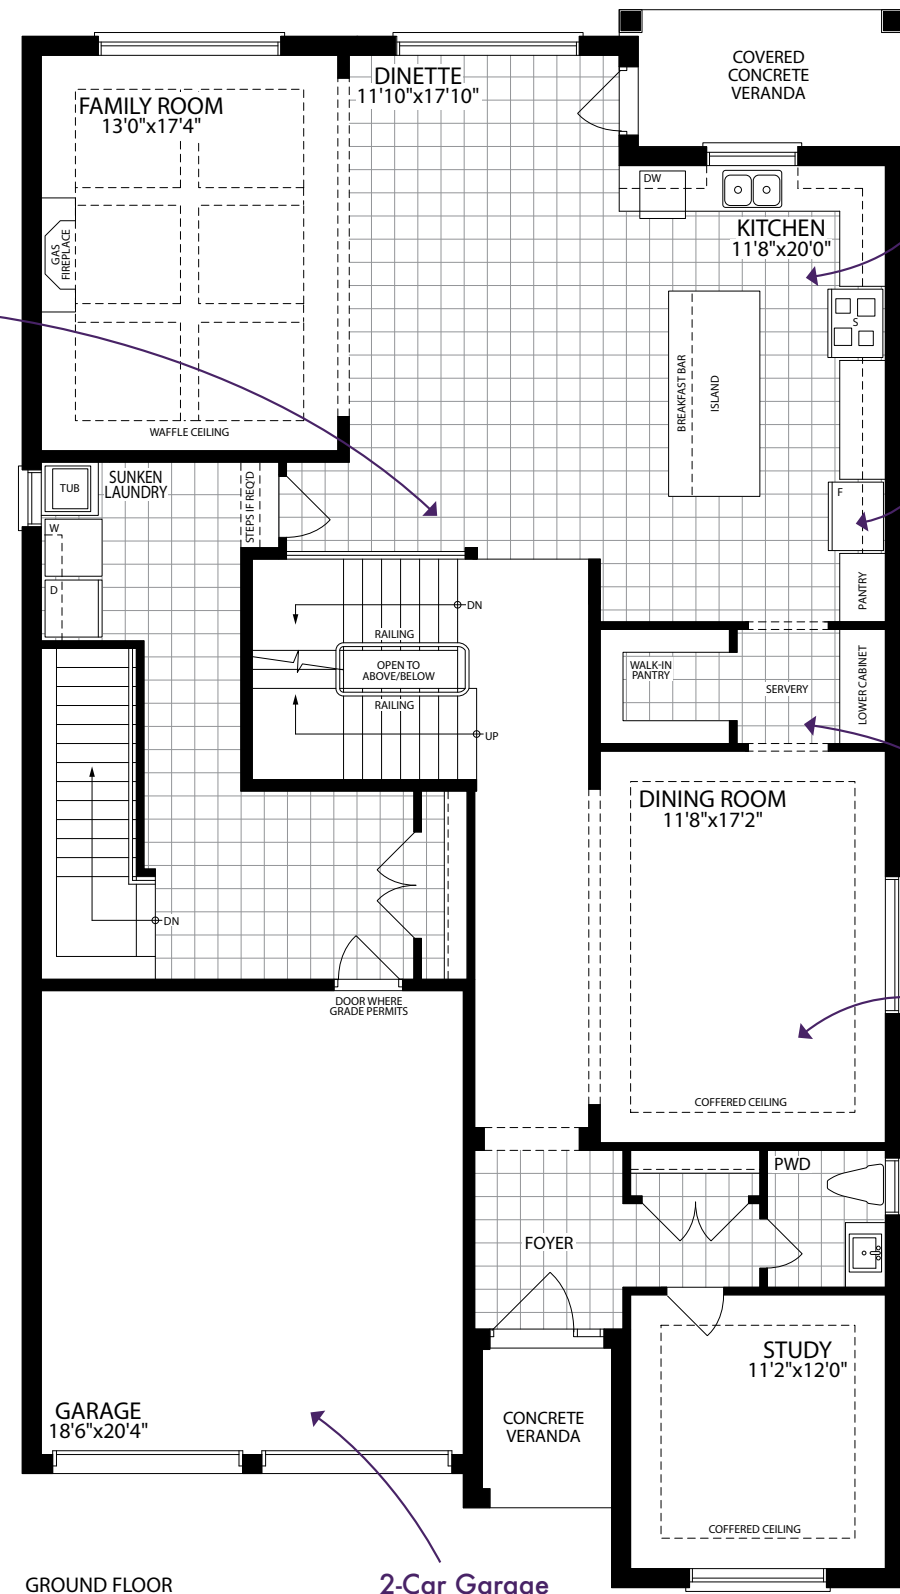 COVERED
CONCRETE
VERANDA
DINETTE
11'10"x17'10"
FAMILY ROOM
13'0"x17'4"
DW
KITCHEN
11'8"x20'0"
GAS
FIREPLACE
S
BREAKFAST BAR
ISLAND
WAFFLE CEILING
SUNKEN
LAUNDRY
TUB
STEPS IF REQ'D
F
W
D
PANTRY
DN
RAILING
OPEN TO
ABOVE/BELOW
RAILING
UP
WALK-IN
PANTRY
SERVERY
LOWER CABINET
DINING ROOM
11'8"x17'2"
DN
DOOR WHERE
GRADE PERMITS
COFFERED CEILING
PWD
FOYER
STUDY
11'2"x12'0"
GARAGE
18'6"x20'4"
CONCRETE
VERANDA
COFFERED CEILING
GROUND FLOOR
2-Car Garage